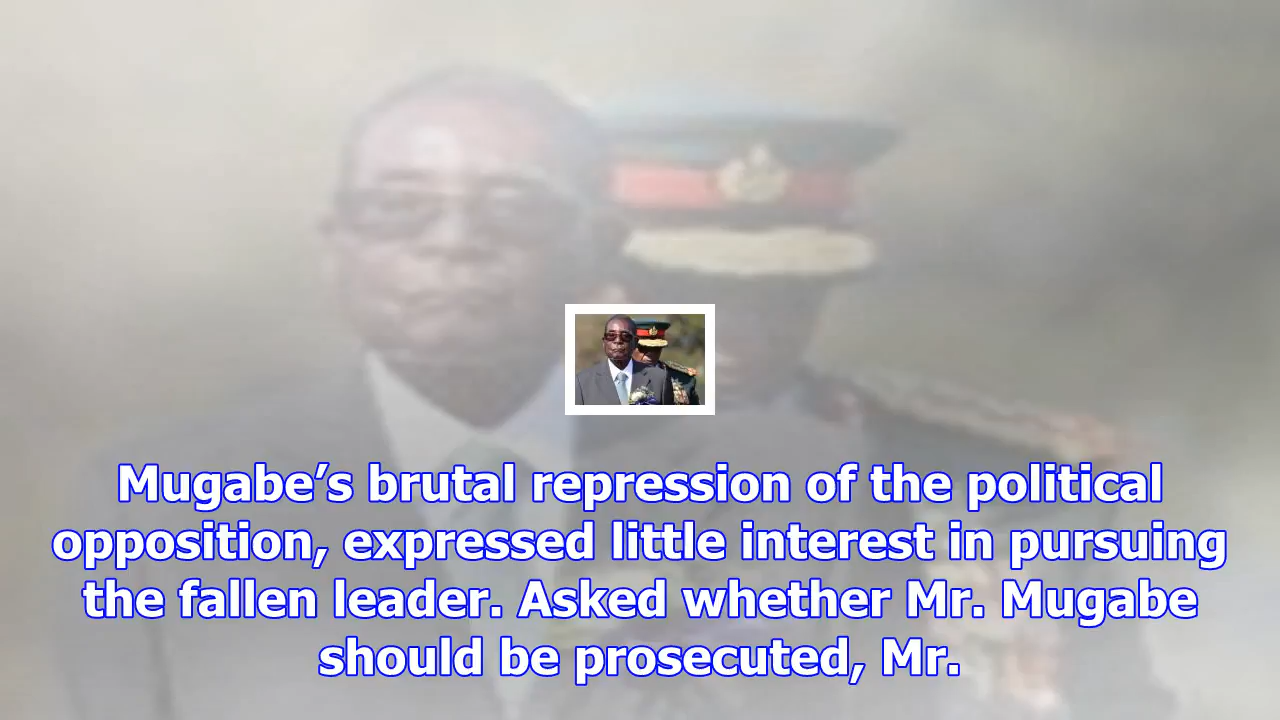 Mugabe’s brutal repression of the political
opposition, expressed little interest in pursuing
the fallen leader. Asked whether Mr. Mugabe
should be prosecuted, Mr.